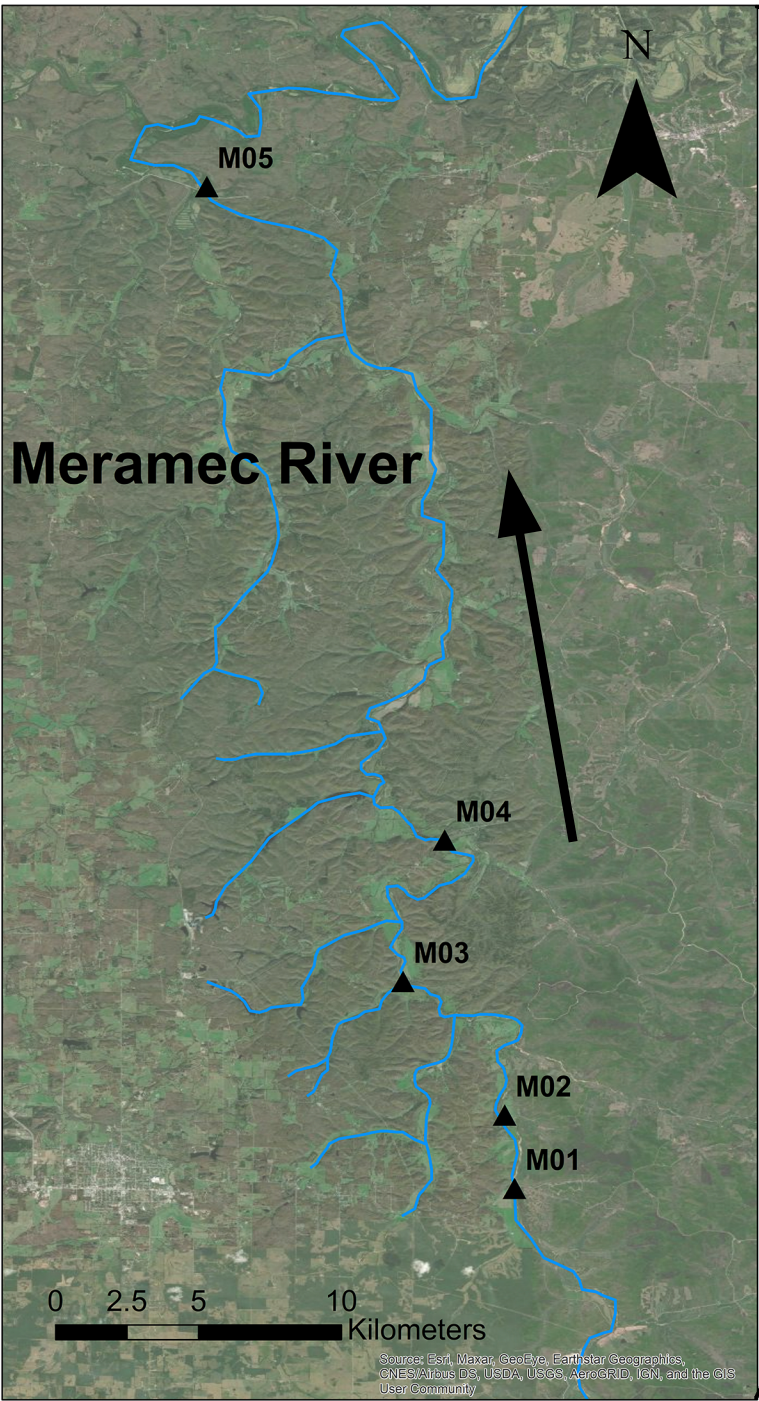 N
M05
Meramec River
M04
M03
M02
M01
0 2.5 5 10
Kilometers
Source: Esri, Maxar, GeoEye, Earthstar Geographics,
CNES/Airbus DS, USDA, USGS, AeroGRID, IGN, and the GIS
User Community